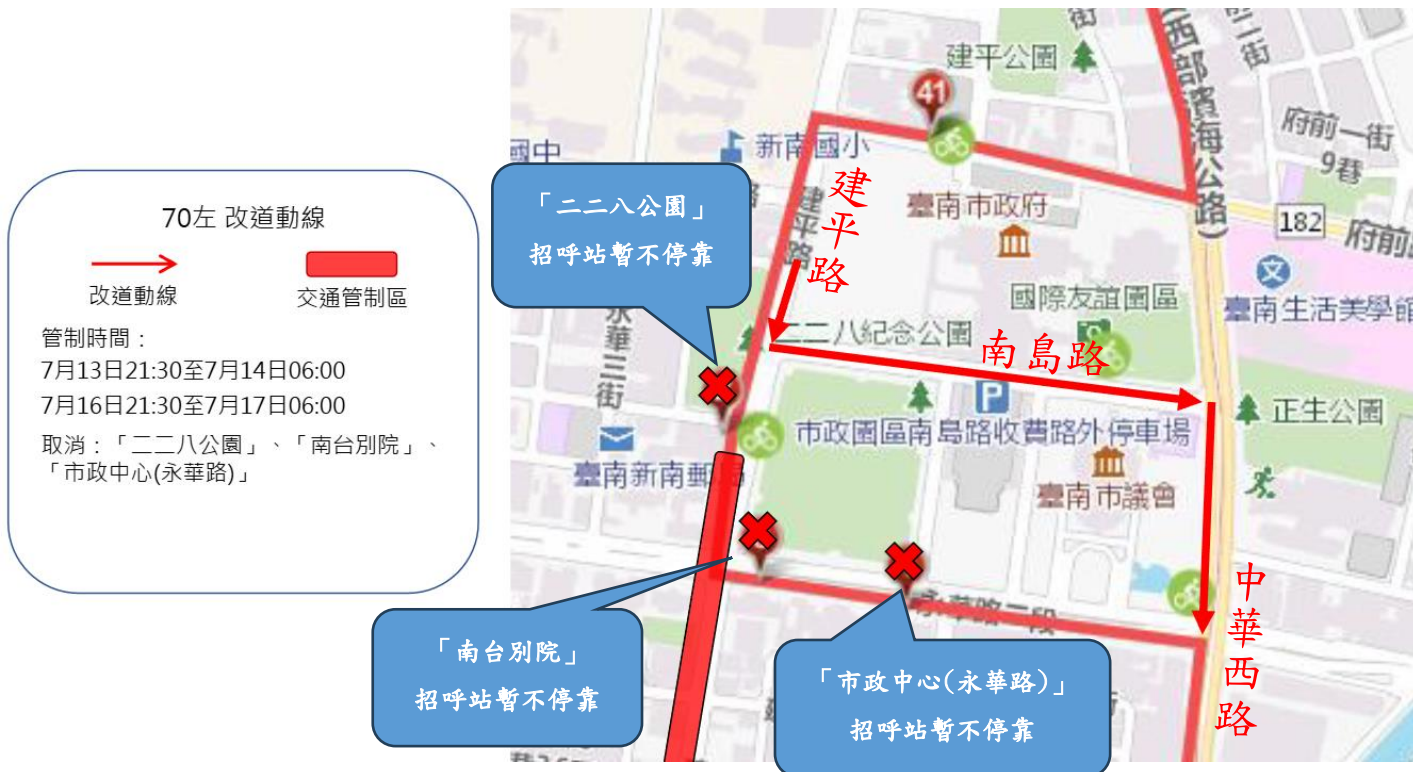 70左 改道動線
改道動線
交通管制區
管制時間：
7月13日21:30至7月14日06:00
7月16日21:30至7月17日06:00
取消：「二二八公園」、「南台別院」、
「市政中心(永華路)」
建平公園
街
二街
(西部濱海公路)
41
府前一街
9巷
國中
新南國小
路
「二二八公園」
招呼站暫不停靠
建平路
建平路
臺南市政府
182
府前
臺南生活美學館
國際友誼園區
永華三街
二二八紀念公園
南島路
P
正生公園
市政園區南島路收費路外停車場
臺南新南郵局
臺南市議會
永華路二段
中華西路
「南台別院」
招呼站暫不停靠
「市政中心(永華路)」
招呼站暫不停靠
街